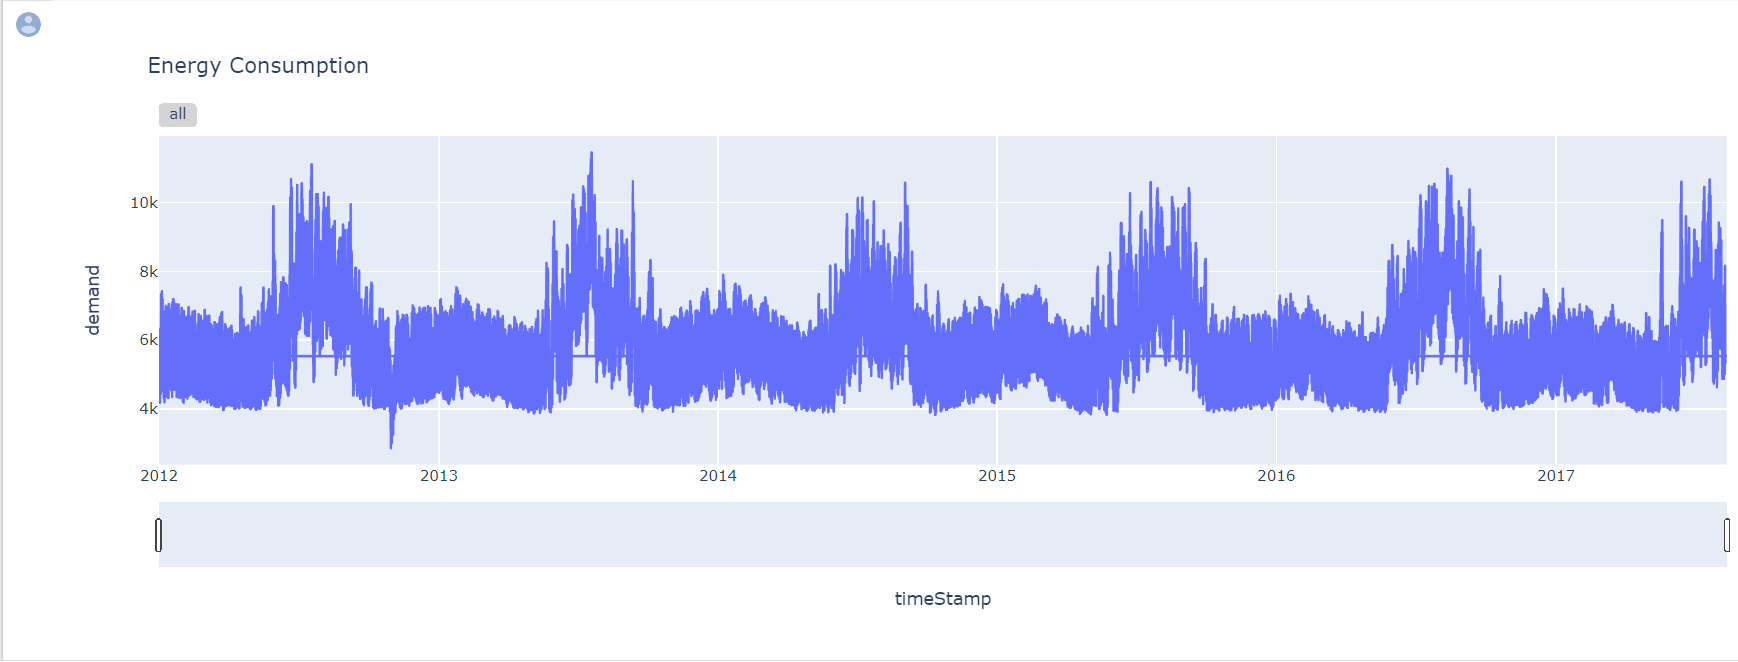 Energy Consumption
all
10k
8k
6k
4k
demand
2012 2013 2014 2015 2016 2017
timeStamp